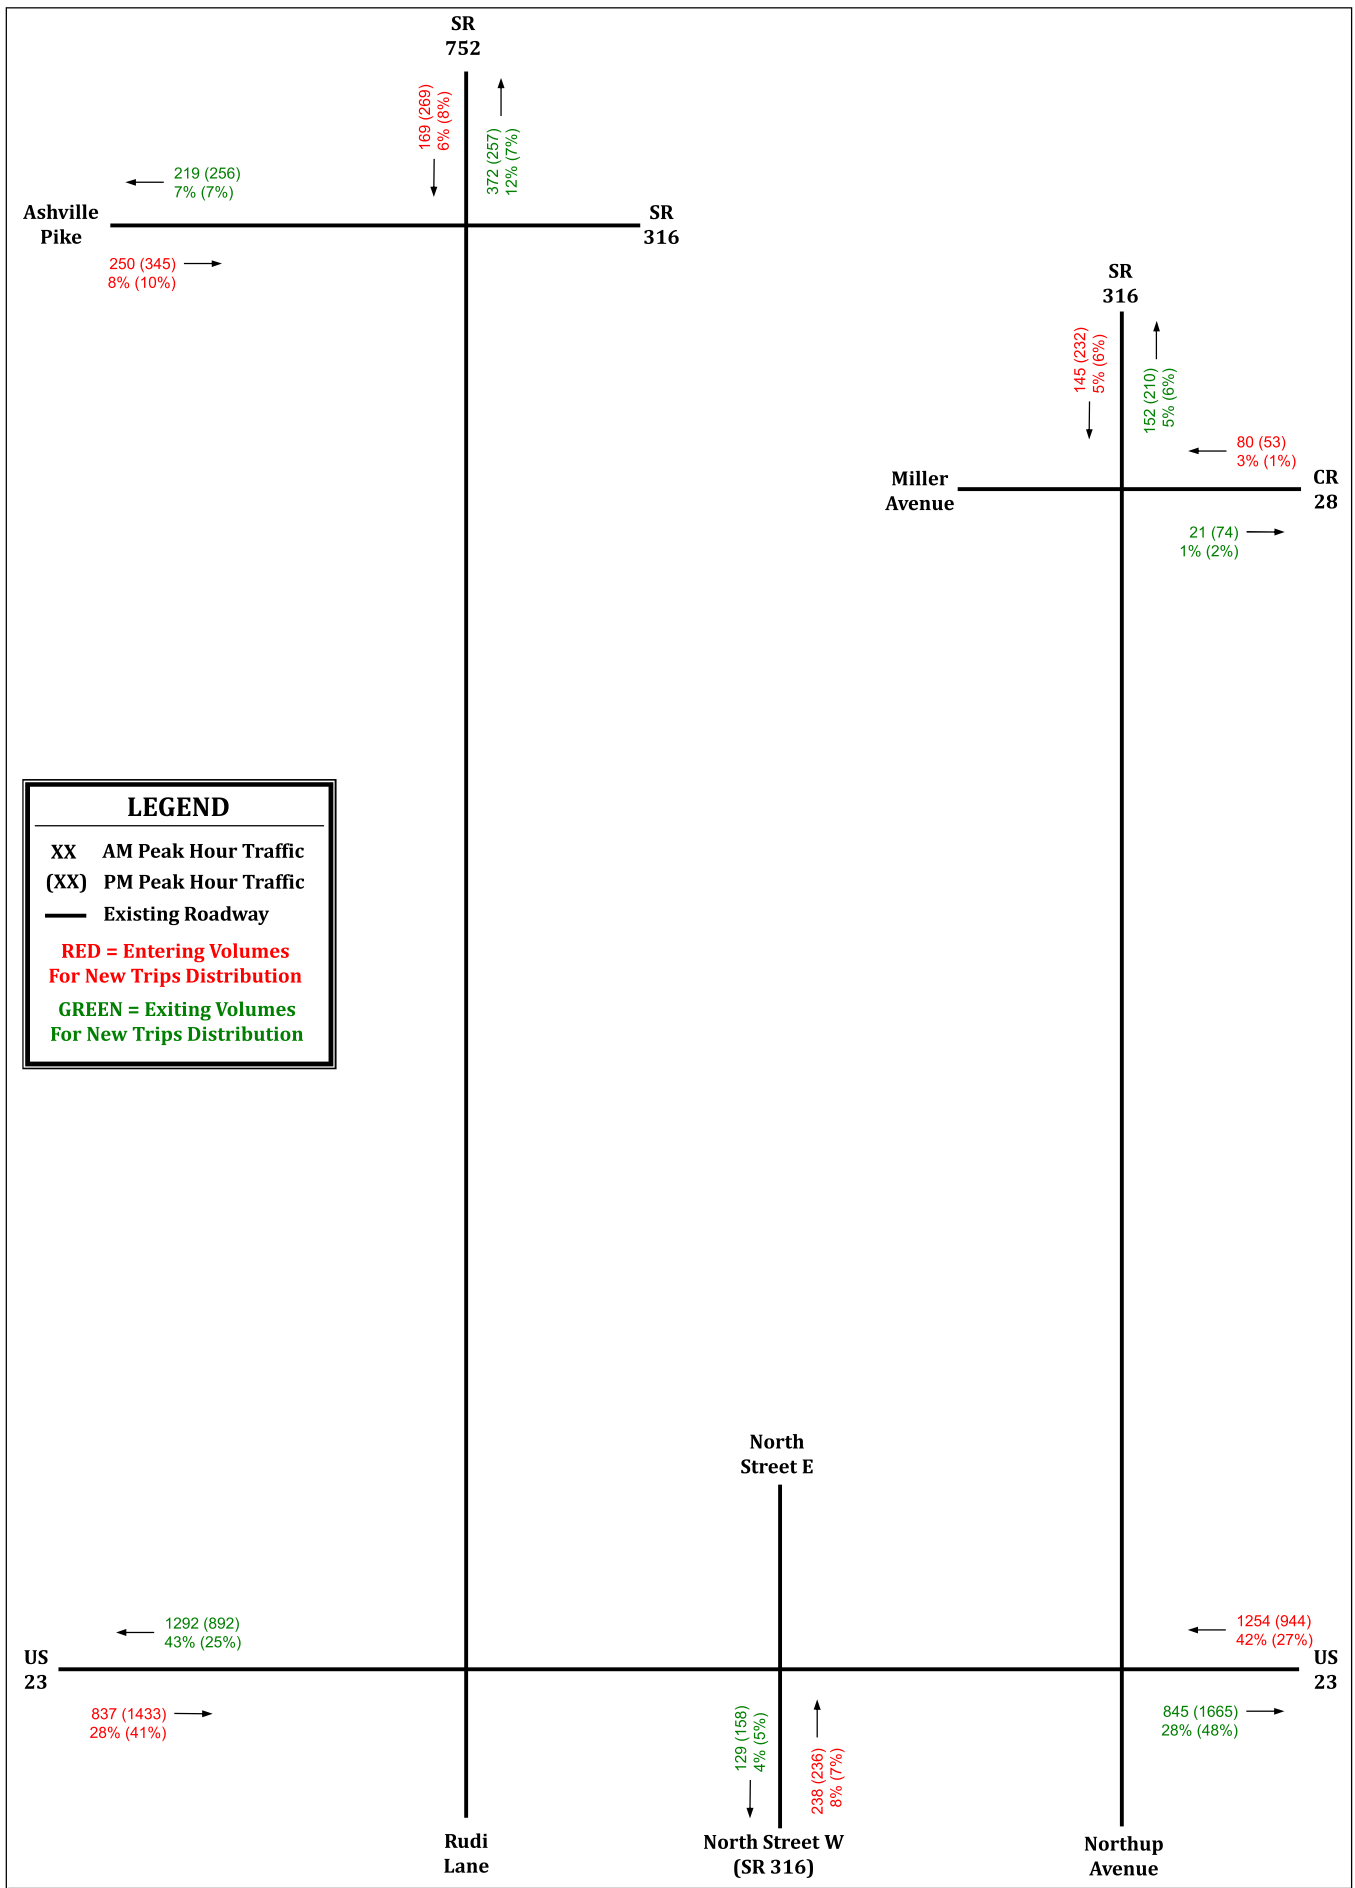 SR
752
169 (269)
6% (8%)
372 (257)
12% (7%)
219 (256)
7% (7%)
Ashville
Pike
SR
316
250 (345)
8% (10%)
SR
316
145 (232)
5% (6%)
152 (210)
5% (6%)
80 (53)
3% (1%)
Miller
Avenue
CR
28
21 (74)
1% (2%)
LEGEND
XX AM Peak Hour Traffic
(XX) PM Peak Hour Traffic
Existing Roadway
RED = Entering Volumes
For New Trips Distribution
GREEN = Exiting Volumes
For New Trips Distribution
North
Street E
1292 (892)
43% (25%)
1254 (944)
42% (27%)
US
23
US
23
837 (1433)
28% (41%)
129 (158)
4% (5%)
238 (236)
8% (7%)
845 (1665)
28% (48%)
Rudi
Lane
North Street W
(SR 316)
Northup
Avenue